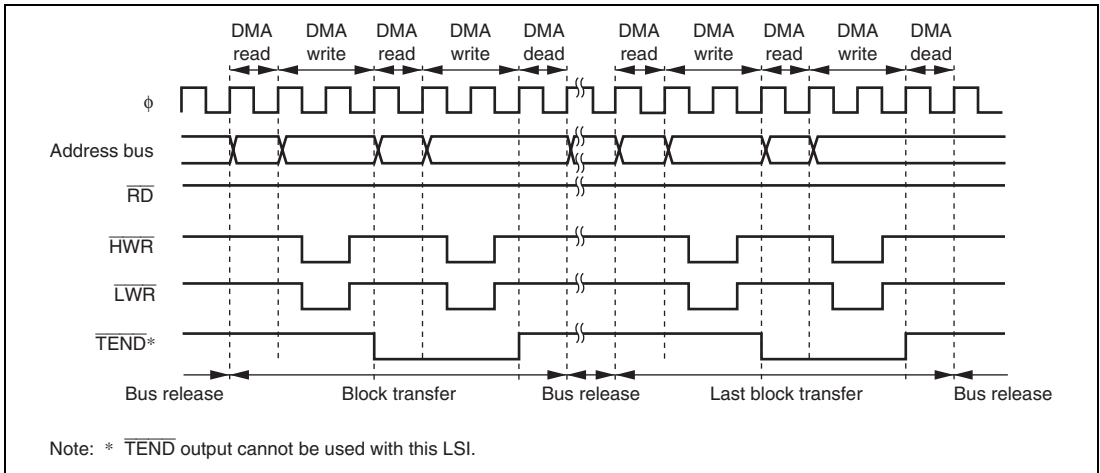 DMA read DMA write DMA read DMA write DMA dead DMA read DMA write DMA read DMA write DMA dead
ϕ
Address bus
RD
HWR
LWR
TEND*
Bus release Block transfer Bus release Last block transfer Bus release
Note: * TEND output cannot be used with this LSI.